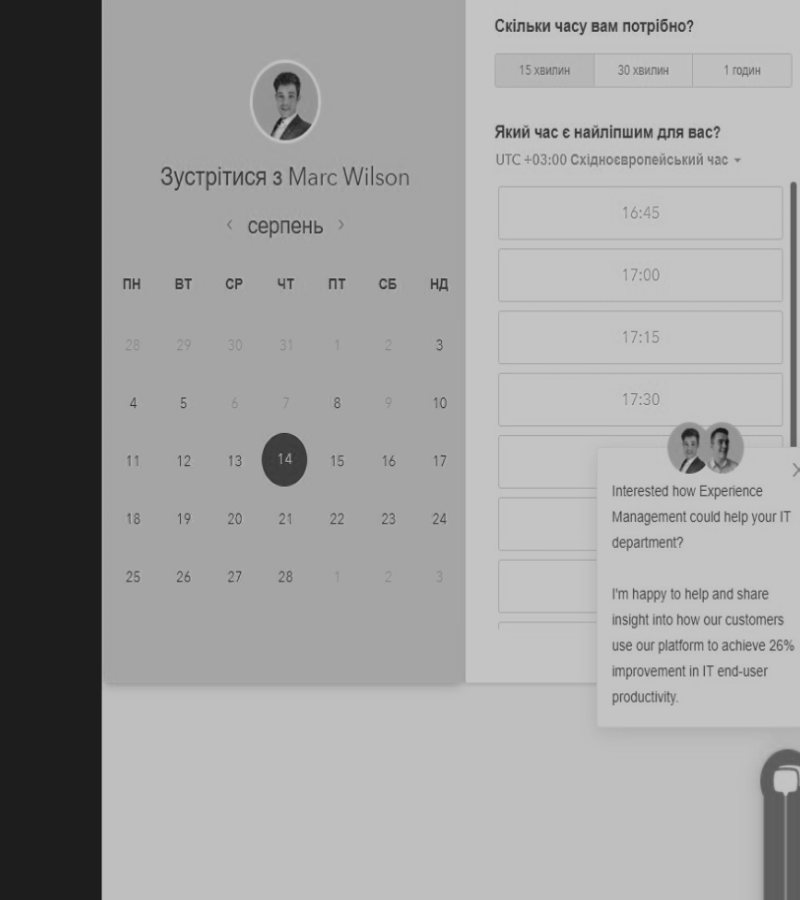 Зустрітися з Marc Wilson
серпень
ПН ВТ СР ЧТ ПТ СБ НД
28 29 30 31 1 2 3
4 5 6 7 8 9 10
11 12 13 14 15 16 17
18 19 20 21 22 23 24
25 26 27 28 1 2 3
Скільки часу вам потрібно?
15 хвилин 30 хвилин 1 годин
Який час є найліпшим для вас?
UTC +03:00 Східноєвропейський час
16:45
17:00
17:15
17:30
Interested how Experience
Management could help your IT
department?
I'm happy to help and share
insight into how our customers
use our platform to achieve 26%
improvement in IT end-user
productivity.